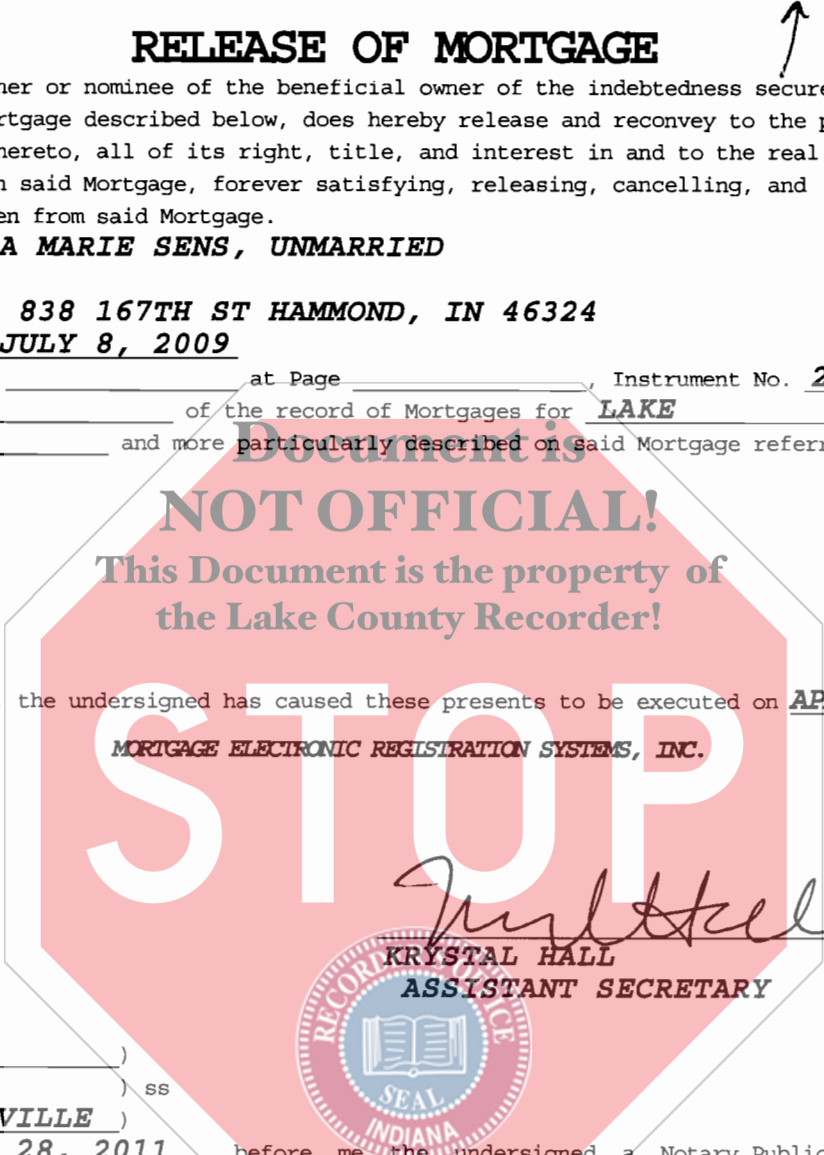 RELEASE OF MORTGAGE
ner or nominee of the beneficial owner of the indebtedness secure
rtgage described below, does hereby release and reconvey to the p
hereto, all of its right, title, and interest in and to the real
n said Mortgage, forever satisfying, releasing, cancelling, and
en from said Mortgage.
A MARIE SENS, UNMARRIED
838 167TH ST HAMMOND, IN 46324
JULY 8, 2009
at Page , Instrument No. 2
of the record of Mortgages for LAKE
and more particularly described on said Mortgage referr
Document is
NOT OFFICIAL!
This Document is the property of
the Lake County Recorder!
STOP
the undersigned has caused these presents to be executed on AP
MORTGAGE ELECTRONIC REGISTRATION SYSTEMS, INC.
KRYSTAL HALL
ASSISTANT SECRETARY
RECORDER'S OFFICE
SEAL
INDIANA
)
) ss
VILLE )
28, 2011 before me the undersigned a Notary Public